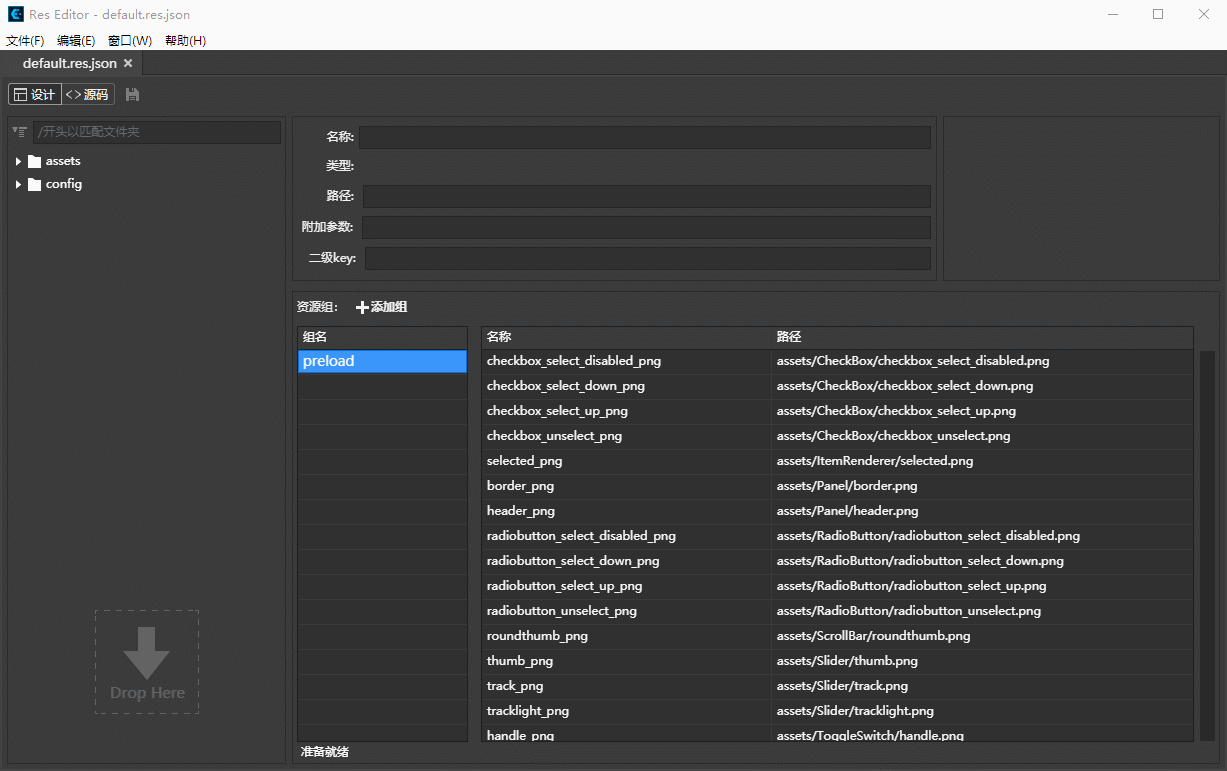 Res Editor - default.res.json
文件(F) 编辑(E) 窗口(W) 帮助(H)
default.res.json ×
设计 <> 源码
/开头以匹配文件夹
assets
config
Drop Here
名称:
类型:
路径:
附加参数:
二级key:
资源组: 添加组
组名
preload
名称 路径
checkbox_select_disabled_png assets/CheckBox/checkbox_select_disabled.png
checkbox_select_down_png assets/CheckBox/checkbox_select_down.png
checkbox_select_up_png assets/CheckBox/checkbox_select_up.png
checkbox_unselect_png assets/CheckBox/checkbox_unselect.png
selected_png assets/ItemRenderer/selected.png
border_png assets/Panel/border.png
header_png assets/Panel/header.png
radiobutton_select_disabled_png assets/RadioButton/radiobutton_select_disabled.png
radiobutton_select_down_png assets/RadioButton/radiobutton_select_down.png
radiobutton_select_up_png assets/RadioButton/radiobutton_select_up.png
radiobutton_unselect_png assets/RadioButton/radiobutton_unselect.png
roundthumb_png assets/ScrollBar/roundthumb.png
thumb_png assets/Slider/thumb.png
track_png assets/Slider/track.png
tracklight_png assets/Slider/tracklight.png
handle_png assets/ToggleSwitch/handle.png
准备就绪